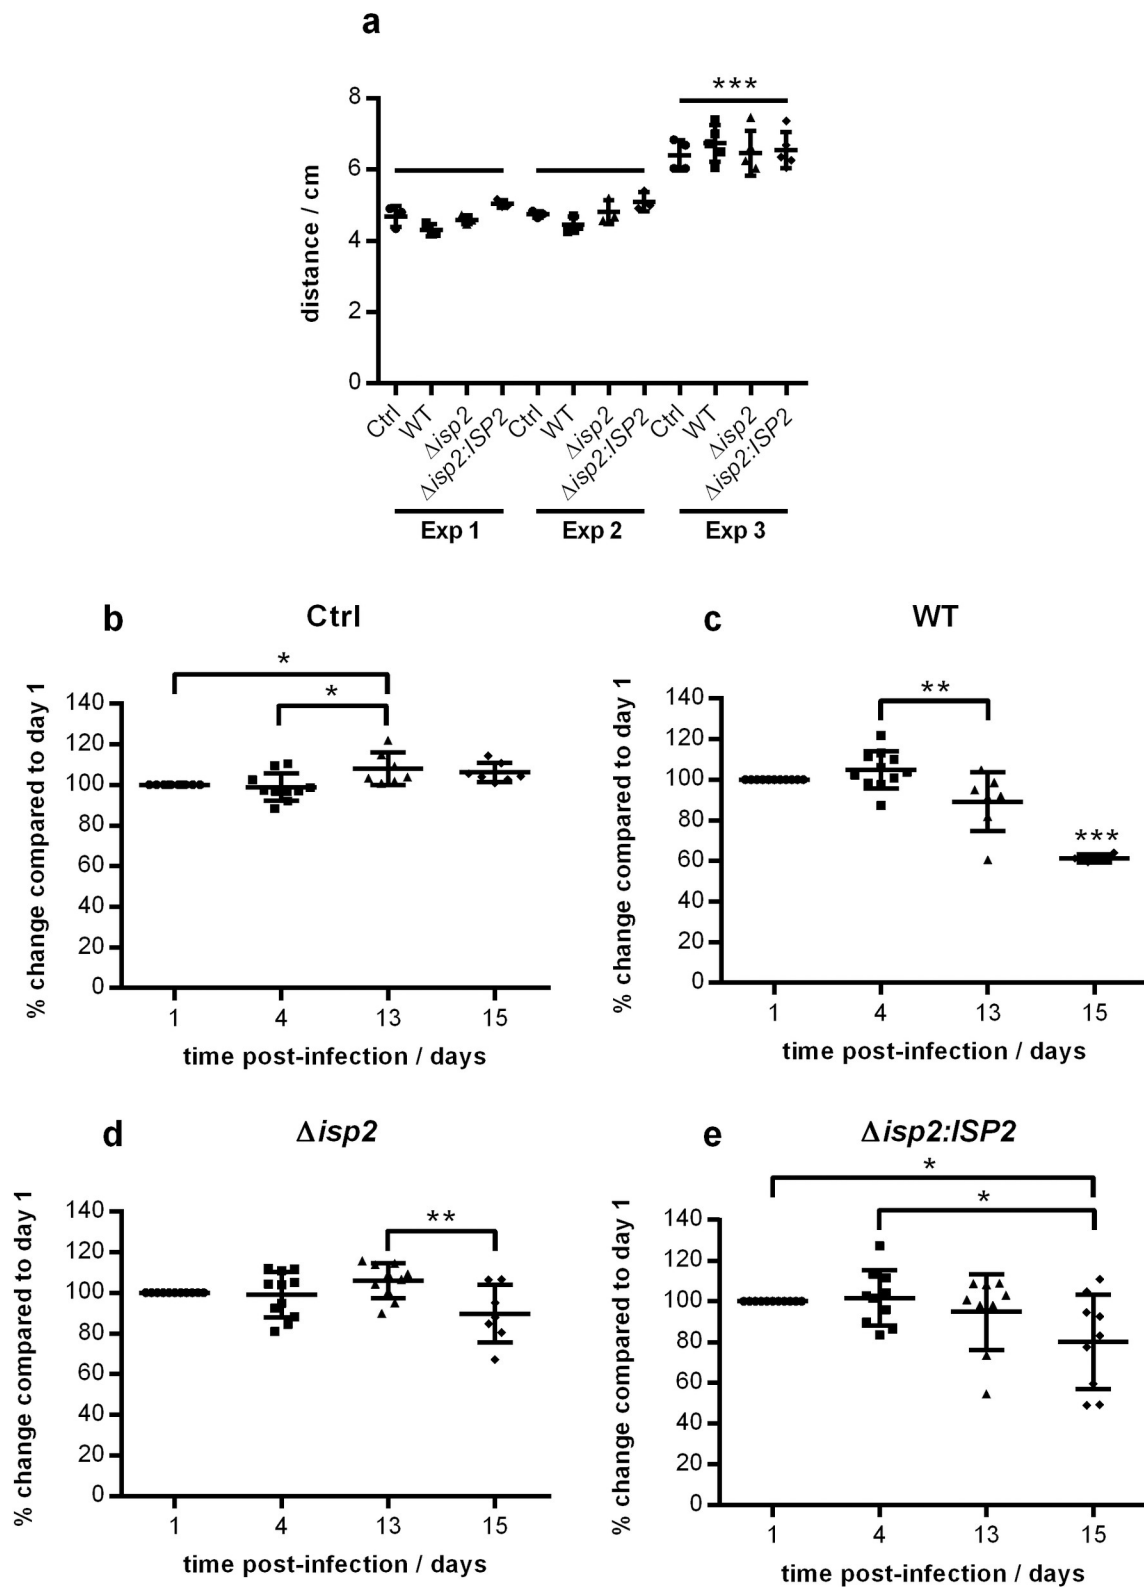 a
***
8
6
4
2
0
distance / cm
Ctrl
WT
Δisp2
Δisp2:ISP2
Ctrl
WT
Δisp2
Δisp2:ISP2
Ctrl
WT
Δisp2
Δisp2:ISP2
Exp 1
Exp 2
Exp 3
b
Ctrl
*
*
140
120
100
80
60
40
20
0
% change compared to day 1
1 4 13 15
time post-infection / days
c
WT
**
***
140
120
100
80
60
40
20
0
% change compared to day 1
1 4 13 15
time post-infection / days
d
Δisp2
**
140
120
100
80
60
40
20
0
% change compared to day 1
1 4 13 15
time post-infection / days
e
Δisp2:ISP2
*
*
140
120
100
80
60
40
20
0
% change compared to day 1
1 4 13 15
time post-infection / days